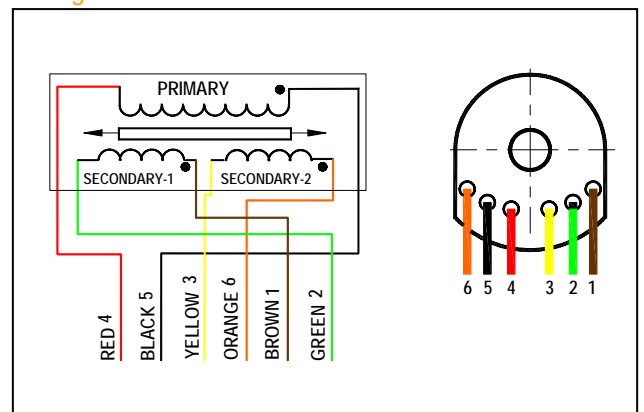 PRIMARY
SECONDARY-1 SECONDARY-2
RED 4
BLACK 5
YELLOW 3
ORANGE 6
BROWN 1
GREEN 2
6 5 4 3 2 1